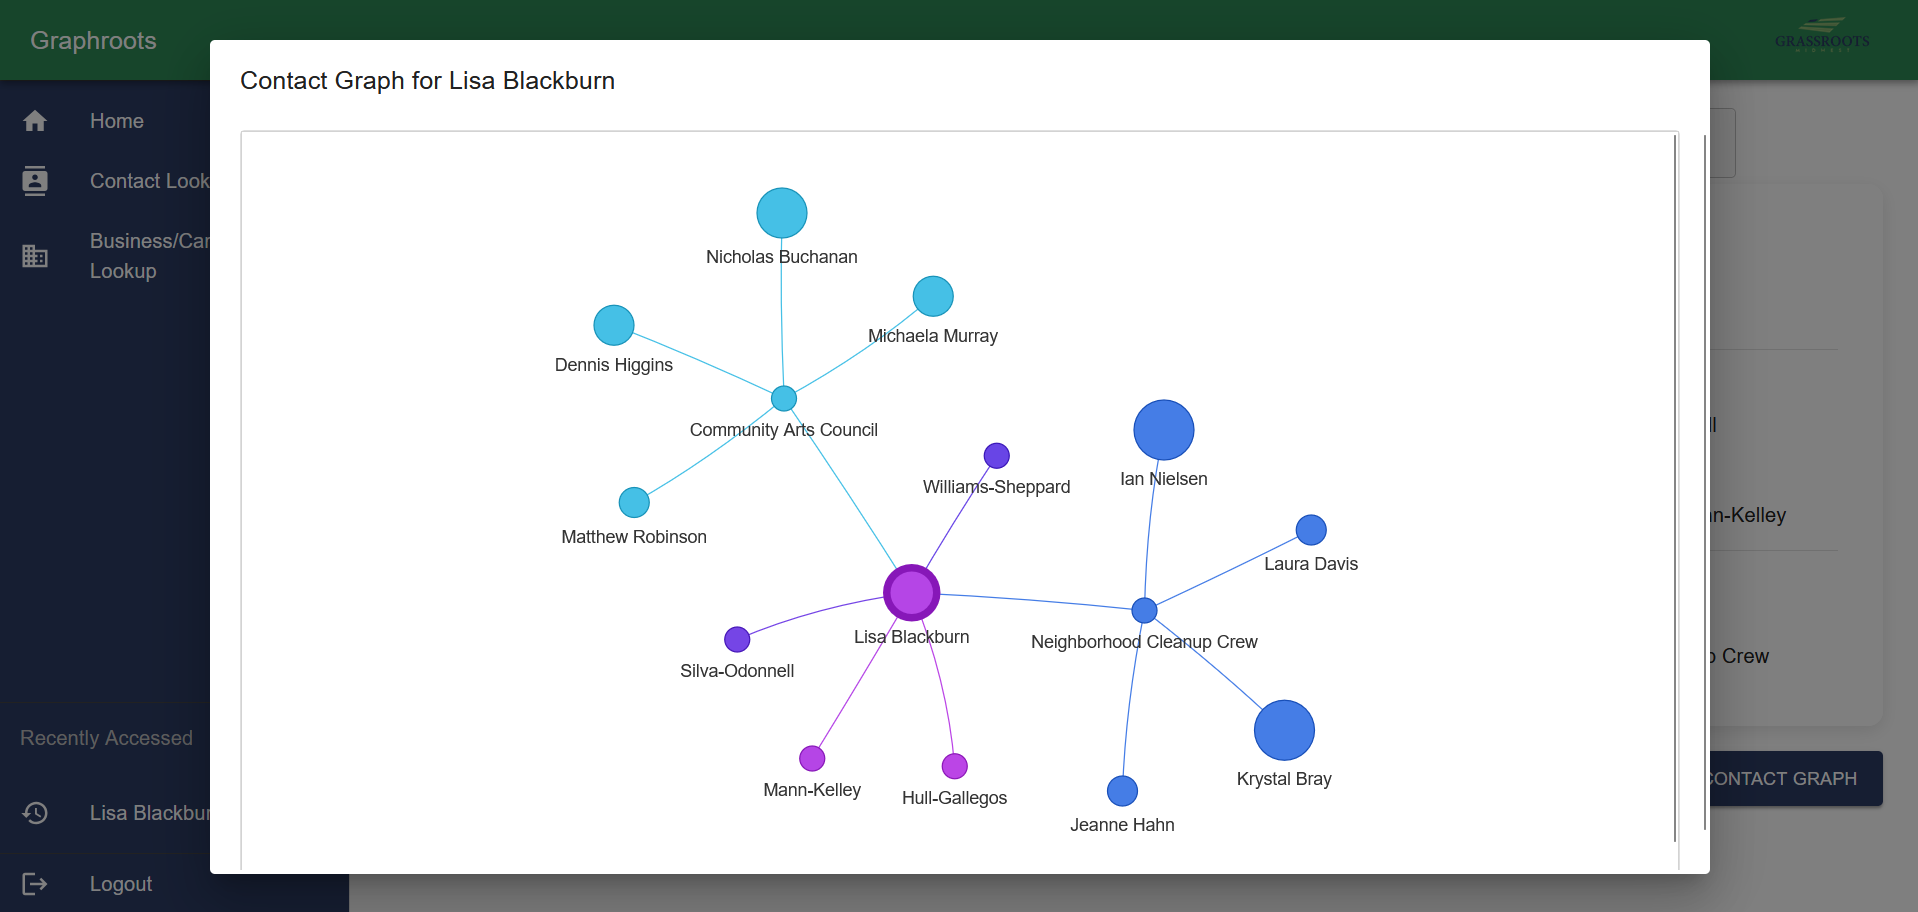 Graphroots
GRASSROOTS
Contact Graph for Lisa Blackburn
Home
Contact Look
Business/Car
Lookup
Nicholas Buchanan
Michaela Murray
Dennis Higgins
Community Arts Council
Williams-Sheppard
Ian Nielsen
Matthew Robinson
Laura Davis
Lisa Blackburn
Neighborhood Cleanup Crew
Silva-Odonnell
Mann-Kelley
Hull-Gallegos
Krystal Bray
Jeanne Hahn
ll
nn-Kelley
p Crew
CONTACT GRAPH
Recently Accessed
Lisa Blackbur
Logout